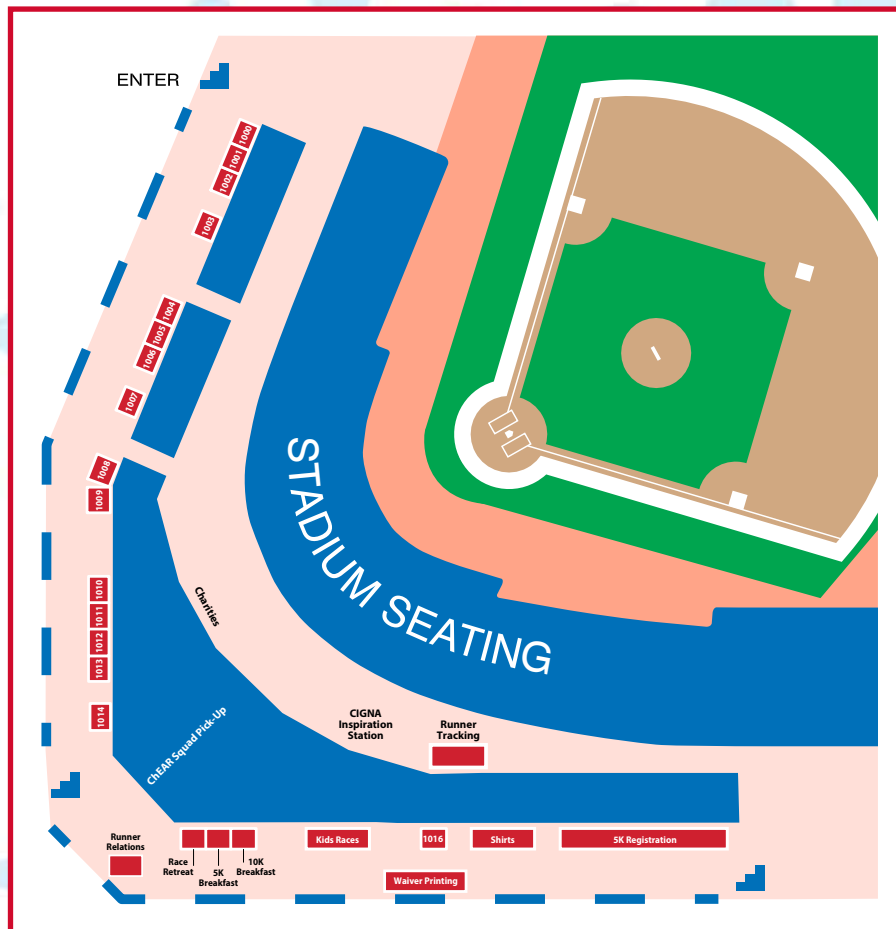 ENTER
1000
1001
1002
1003
1004
1005
1006
1007
1008
1009
1010
1011
1012
1013
1014
STADIUM SEATING
Charities
ChEAR Squad Pick-Up
CIGNA
Inspiration
Station
Runner
Tracking
Runner
Relations
Race
Retreat
5K
Breakfast
10K
Breakfast
Kids Races
1016
Shirts
5K Registration
Waiver Printing